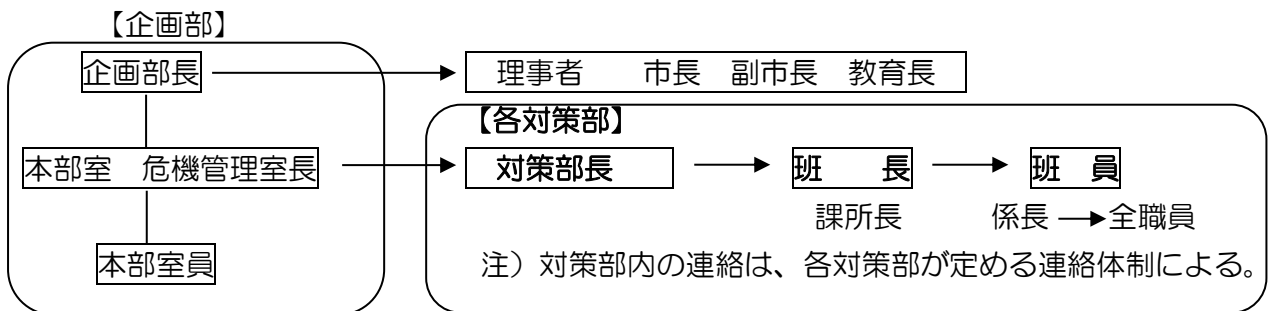 【企画部】
企画部長
理事者　　市長　副市長　教育長
【各対策部】
本部室　危機管理室長
対策部長
班　　長
班　員
課所長
係長
全職員
本部室員
注）対策部内の連絡は、各対策部が定める連絡体制による。